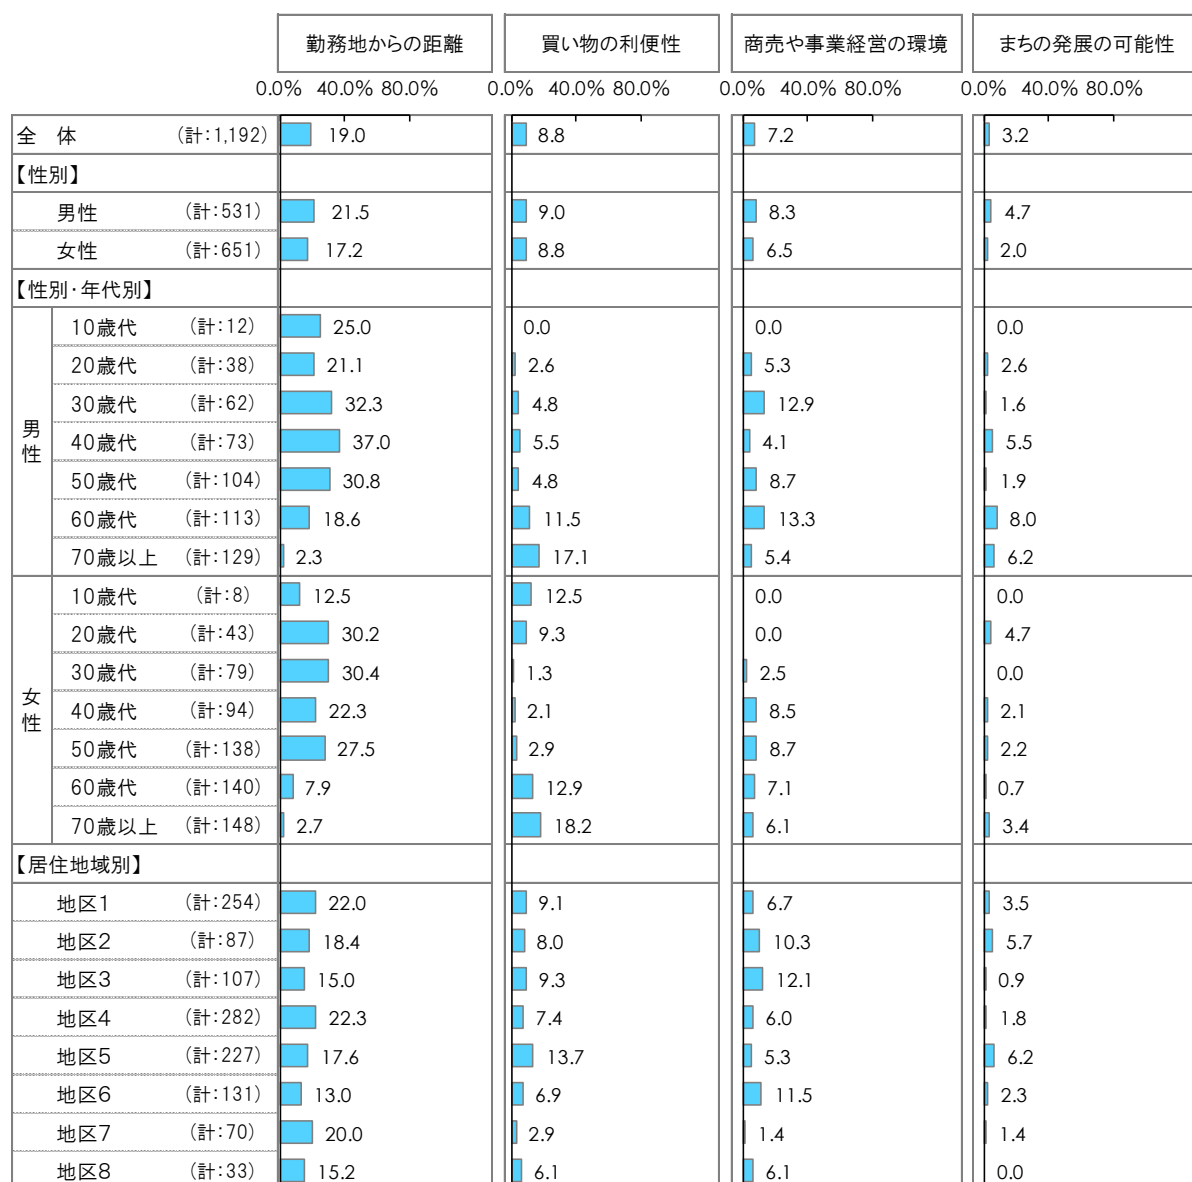 勤務地からの距離 買い物の利便性 商売や事業経営の環境 まちの発展の可能性
0.0% 40.0% 80.0% 0.0% 40.0% 80.0% 0.0% 40.0% 80.0% 0.0% 40.0% 80.0%
全 体 (計:1,192) 19.0 8.8 7.2 3.2
【性別】
男性 (計:531) 21.5 9.0 8.3 4.7
女性 (計:651) 17.2 8.8 6.5 2.0
【性別・年代別】
男性
10歳代 (計:12) 25.0 0.0 0.0 0.0
20歳代 (計:38) 21.1 2.6 5.3 2.6
30歳代 (計:62) 32.3 4.8 12.9 1.6
40歳代 (計:73) 37.0 5.5 4.1 5.5
50歳代 (計:104) 30.8 4.8 8.7 1.9
60歳代 (計:113) 18.6 11.5 13.3 8.0
70歳以上 (計:129) 2.3 17.1 5.4 6.2
女性
10歳代 (計:8) 12.5 12.5 0.0 0.0
20歳代 (計:43) 30.2 9.3 0.0 4.7
30歳代 (計:79) 30.4 1.3 2.5 0.0
40歳代 (計:94) 22.3 2.1 8.5 2.1
50歳代 (計:138) 27.5 2.9 8.7 2.2
60歳代 (計:140) 7.9 12.9 7.1 0.7
70歳以上 (計:148) 2.7 18.2 6.1 3.4
【居住地域別】
地区1 (計:254) 22.0 9.1 6.7 3.5
地区2 (計:87) 18.4 8.0 10.3 5.7
地区3 (計:107) 15.0 9.3 12.1 0.9
地区4 (計:282) 22.3 7.4 6.0 1.8
地区5 (計:227) 17.6 13.7 5.3 6.2
地区6 (計:131) 13.0 6.9 11.5 2.3
地区7 (計:70) 20.0 2.9 1.4 1.4
地区8 (計:33) 15.2 6.1 6.1 0.0